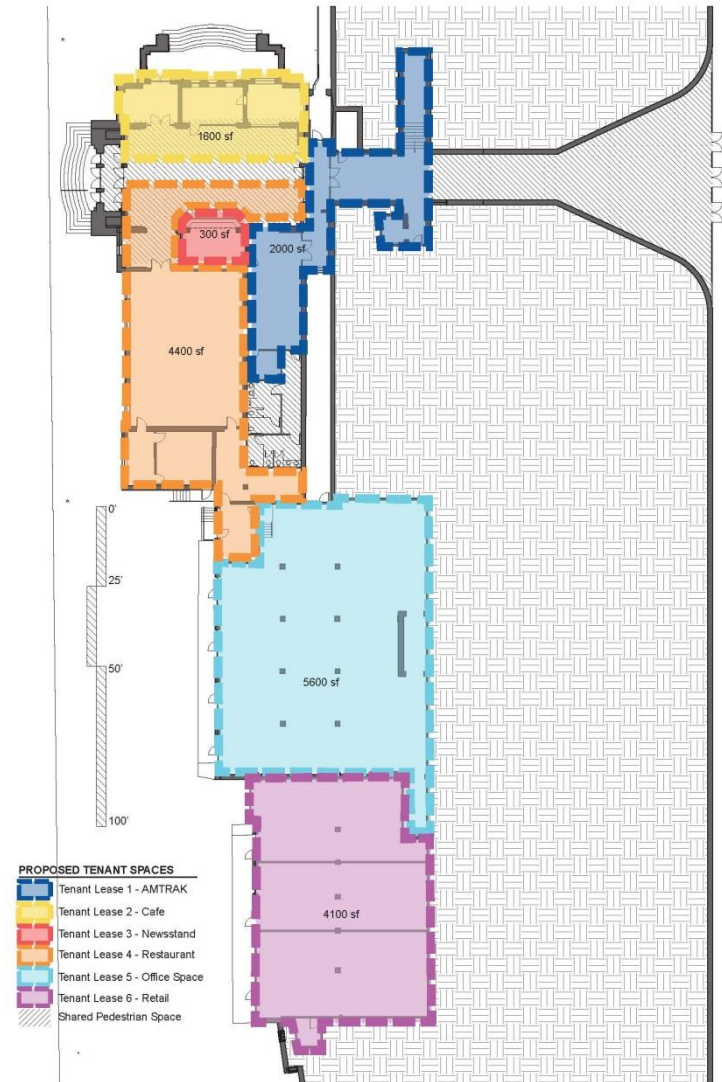 1600 sf
300 sf
2000 sf
4400 sf
0'
25'
50'
5600 sf
100'
4100 sf
PROPOSED TENANT SPACES
Tenant Lease 1 - AMTRAK
Tenant Lease 2 - Cafe
Tenant Lease 3 - Newsstand
Tenant Lease 4 - Restaurant
Tenant Lease 5 - Office Space
Tenant Lease 6 - Retail
Shared Pedestrian Space